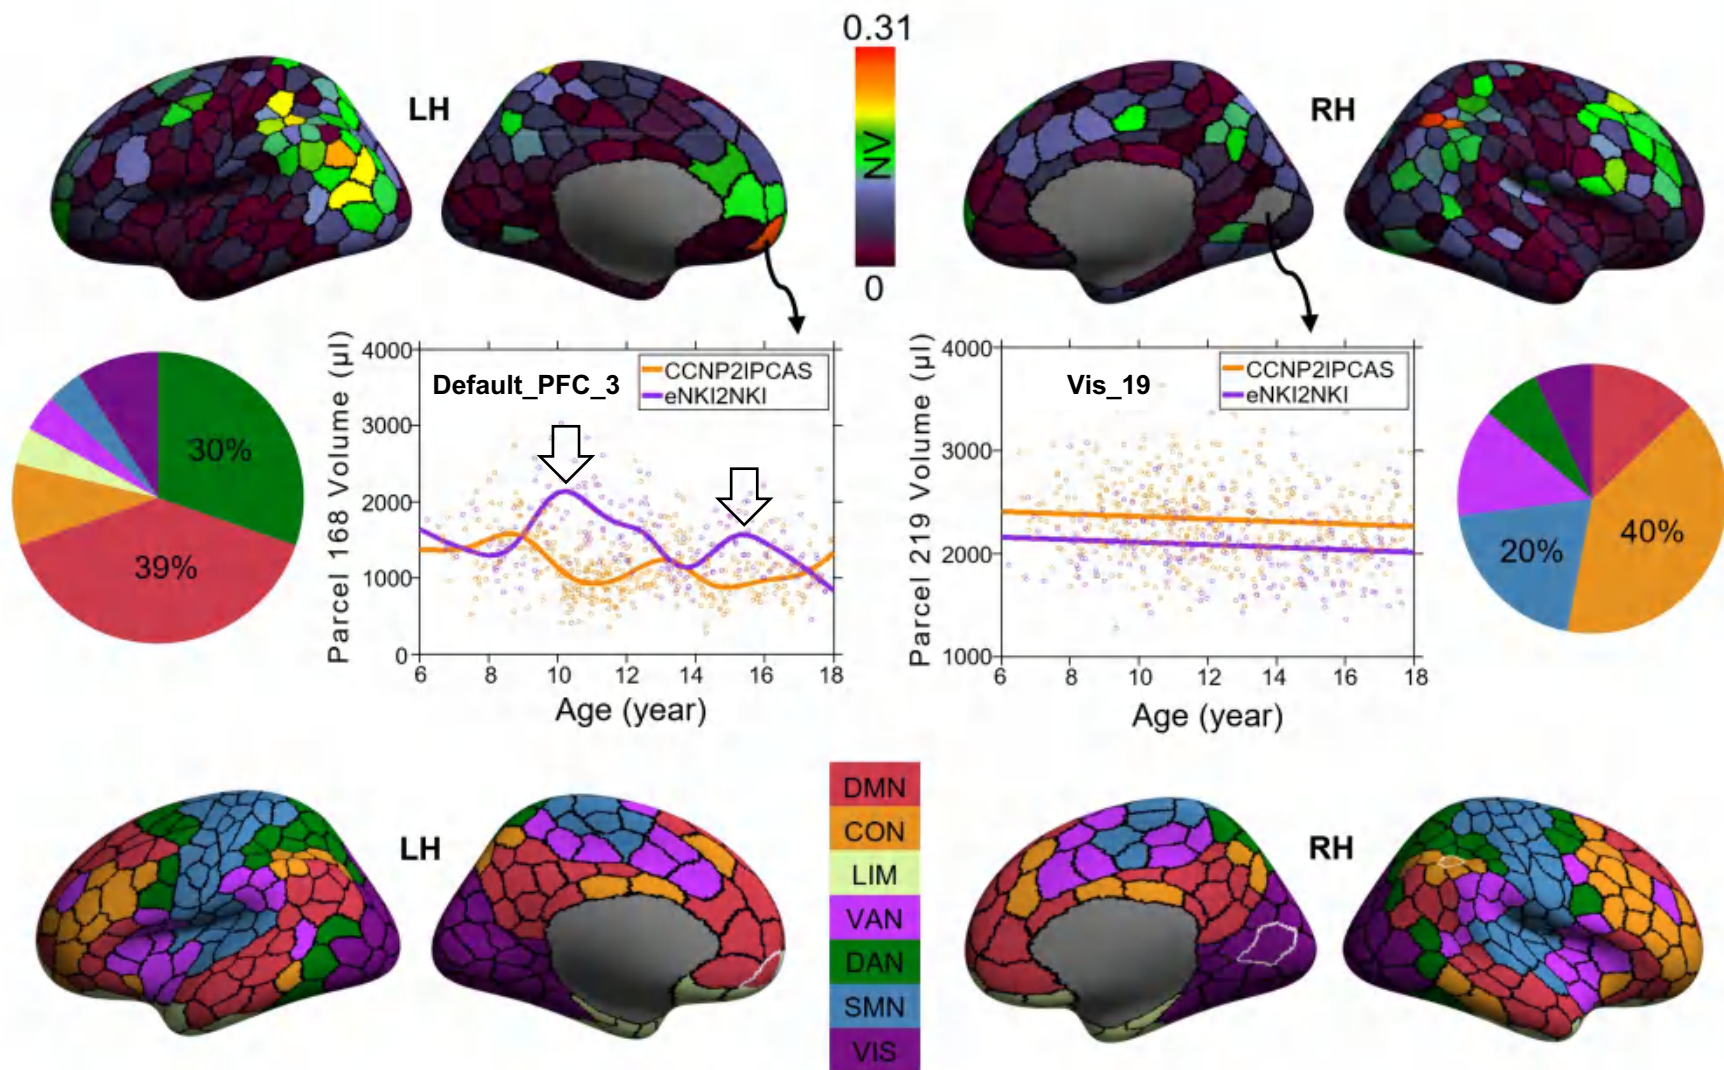 0.31
LH
RH
NV
0
Parcel 168 Volume (µl)
4000
3000
2000
1000
0
Default_PFC_3
CCNP2IPCAS
eNKI2NKI
6 8 10 12 14 16 18
Age (year)
Parcel 219 Volume (µl)
4000
3000
2000
1000
Vis_19
CCNP2IPCAS
eNKI2NKI
6 8 10 12 14 16 18
Age (year)
30%
39%
40%
20%
LH
RH
DMN
CON
LIM
VAN
DAN
SMN
VIS